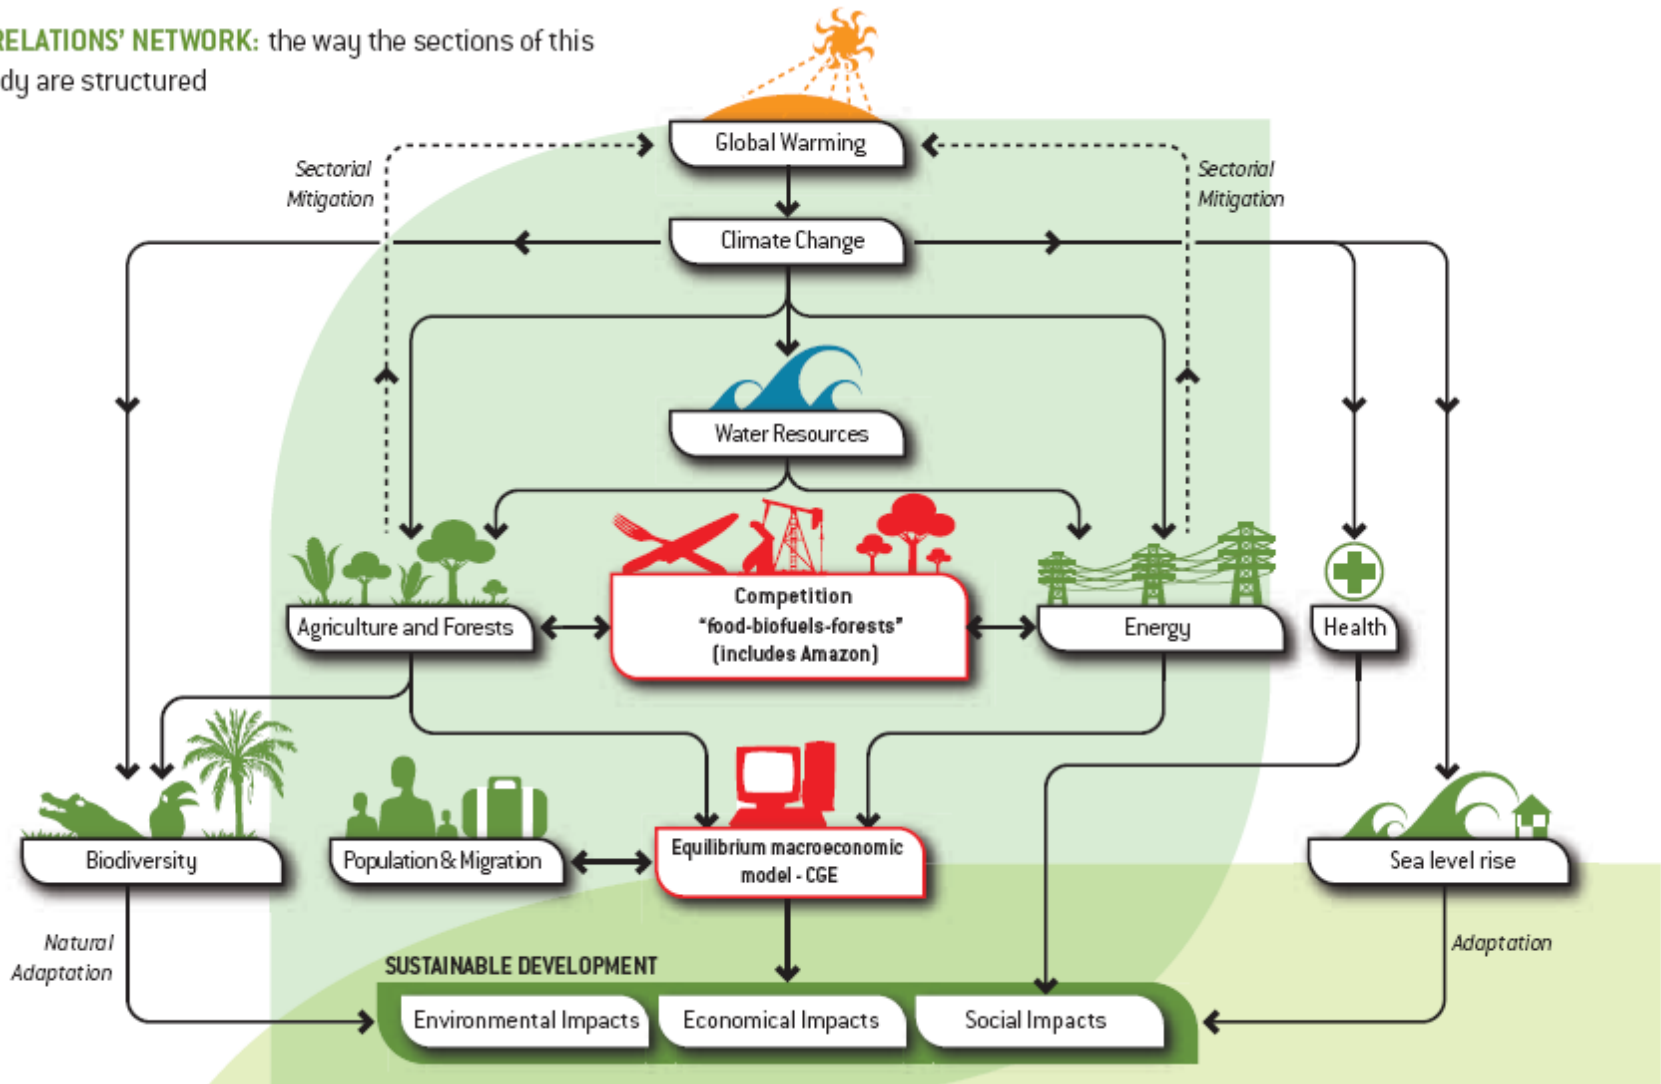 RELATIONS' NETWORK: the way the sections of this
dy are structured
Global Warming
Sectorial
Mitigation
Sectorial
Mitigation
Climate Change
Water Resources
Competition
"food-biofuels-forests"
(includes Amazon)
Agriculture and Forests
Energy
Health
Biodiversity
Population & Migration
Equilibrium macroeconomic
model - CGE
Sea level rise
Natural
Adaptation
Adaptation
SUSTAINABLE DEVELOPMENT
Environmental Impacts
Economical Impacts
Social Impacts